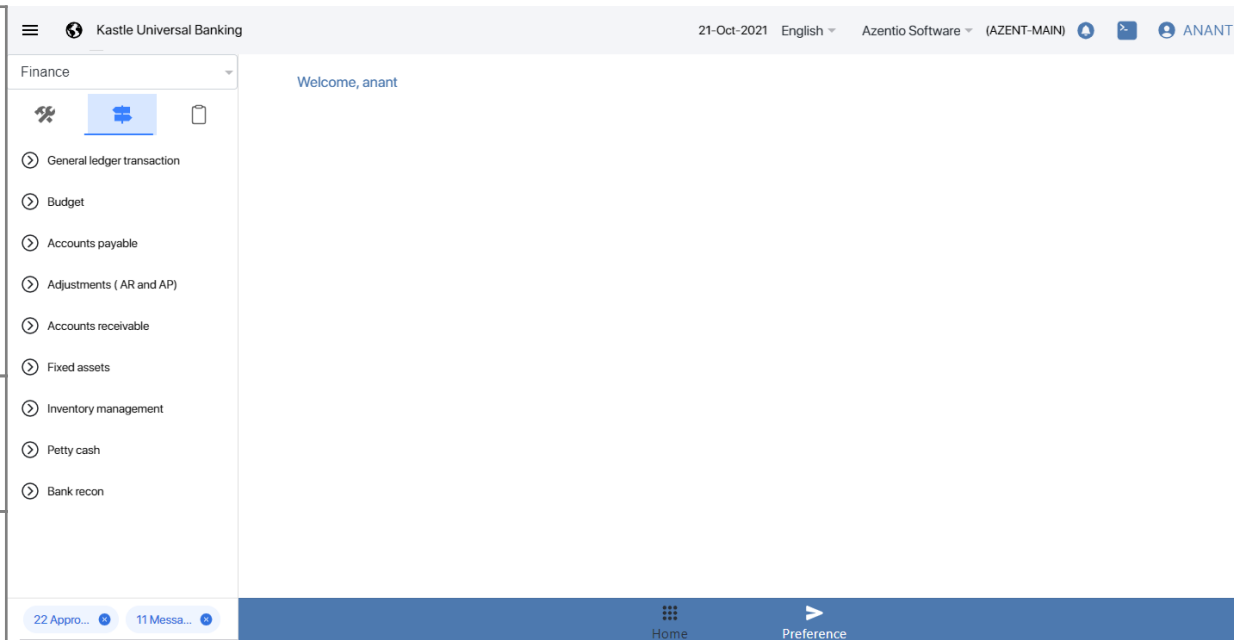 Kastle Universal Banking
21-Oct-2021 English Azentio Software (AZENT-MAIN) ANANT
Finance
Welcome, anant
General ledger transaction
Budget
Accounts payable
Adjustments ( AR and AP)
Accounts receivable
Fixed assets
Inventory management
Petty cash
Bank recon
22 Appro... 11 Messa...
Home Preference